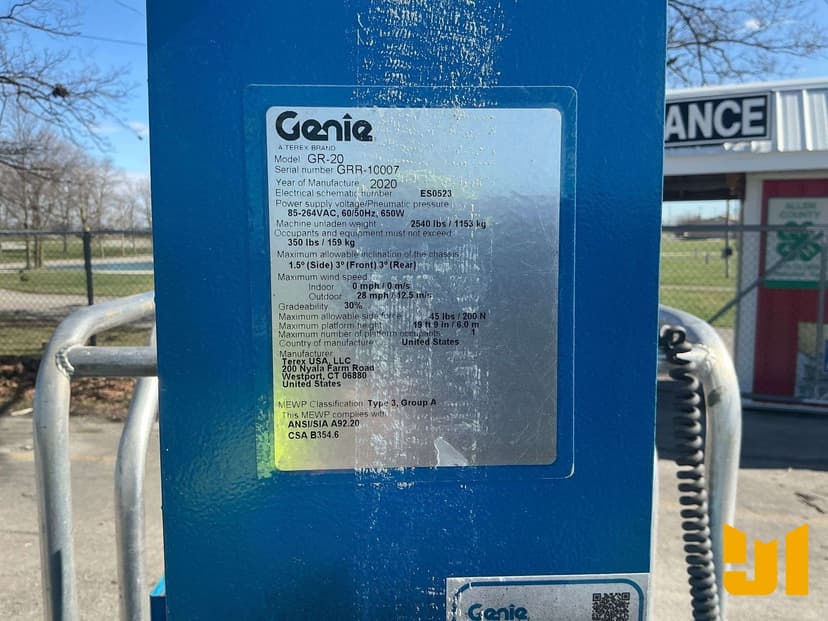 Genie
A TEREX BRAND
Model GR-20
Serial number GRR-10007
Year of Manufacture 2020
Electrical schematic number ES0523
Power supply voltage/Pneumatic pressure
85-264VAC, 60/50Hz, 650W
Machine unladen weight 2540 lbs / 1153 kg
Occupants and equipment must not exceed
350 lbs / 159 kg
Maximum allowable inclination of the chassis
1.5º (Side) 3º (Front) 3º (Rear)
Maximum wind speed
Indoor 0 mph / 0 m/s
Outdoor 28 mph / 12.5 m/s
Gradeability 30%
Maximum allowable side force 45 lbs / 200 N
Maximum platform height 19 ft 9 in / 6.0 m
Maximum number of platform occupants 1
Country of manufacture United States
Manufacturer
Terex USA, LLC
200 Nyala Farm Road
Westport, CT 06880
United States
MEWP Classification Type 3, Group A
This MEWP complies with
ANSI/SIA A92.20
CSA B354.6
ANCE
ALLEN
COUNTY
Genie